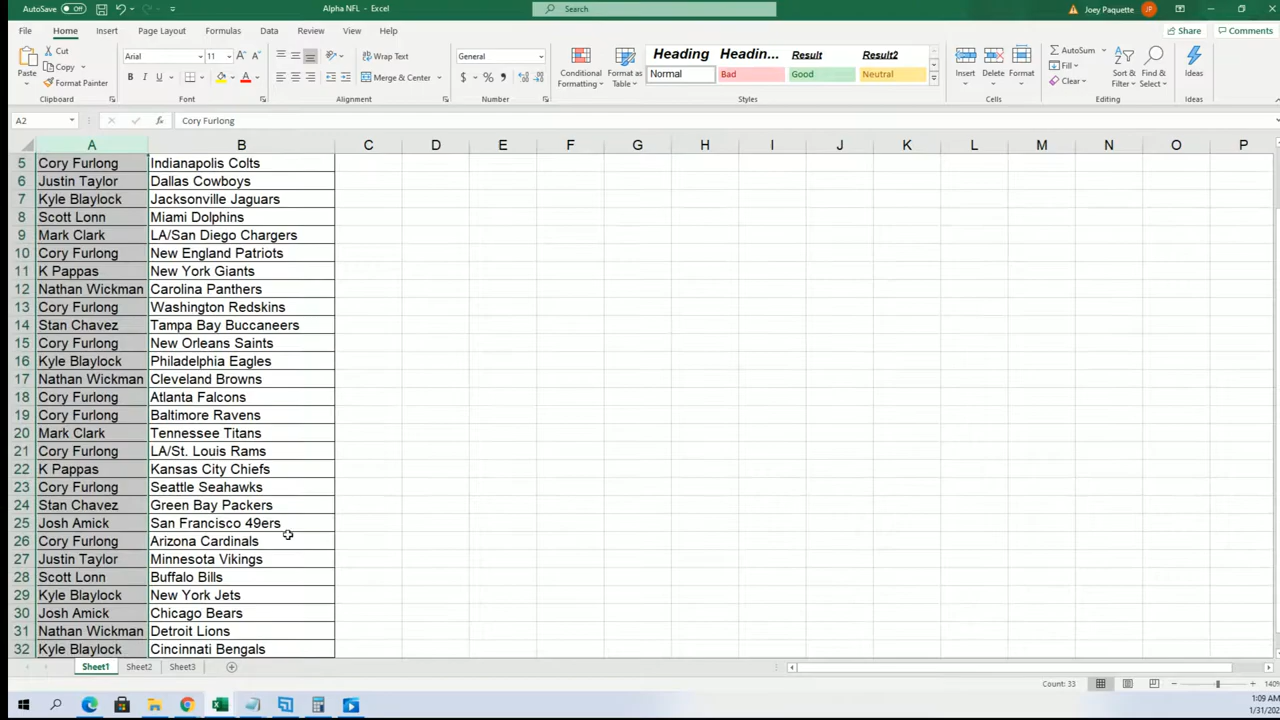 AutoSave Off Alpha NFL - Excel Search Joey Paquette JP
File Home Insert Page Layout Formulas Data Review View Help Share Comments
Cut Arial 11 Wrap Text General Heading Headin... Result Result2 AutoSum
Copy Fill
Paste Format Painter B I U Merge & Center $ % Conditional Formatting Format as Table Normal Bad Good Neutral Insert Delete Format Clear Sort & Filter Find & Select Ideas
Clipboard Font Alignment Number Styles Cells Editing Ideas
A2 fx Cory Furlong
A B C D E F G H I J K L M N O P
5 Cory Furlong Indianapolis Colts
6 Justin Taylor Dallas Cowboys
7 Kyle Blaylock Jacksonville Jaguars
8 Scott Lonn Miami Dolphins
9 Mark Clark LA/San Diego Chargers
10 Cory Furlong New England Patriots
11 K Pappas New York Giants
12 Nathan Wickman Carolina Panthers
13 Cory Furlong Washington Redskins
14 Stan Chavez Tampa Bay Buccaneers
15 Cory Furlong New Orleans Saints
16 Kyle Blaylock Philadelphia Eagles
17 Nathan Wickman Cleveland Browns
18 Cory Furlong Atlanta Falcons
19 Cory Furlong Baltimore Ravens
20 Mark Clark Tennessee Titans
21 Cory Furlong LA/St. Louis Rams
22 K Pappas Kansas City Chiefs
23 Cory Furlong Seattle Seahawks
24 Stan Chavez Green Bay Packers
25 Josh Amick San Francisco 49ers
26 Cory Furlong Arizona Cardinals
27 Justin Taylor Minnesota Vikings
28 Scott Lonn Buffalo Bills
29 Kyle Blaylock New York Jets
30 Josh Amick Chicago Bears
31 Nathan Wickman Detroit Lions
32 Kyle Blaylock Cincinnati Bengals
Sheet1 Sheet2 Sheet3
Count: 33 140%
1:09 AM
1/31/202